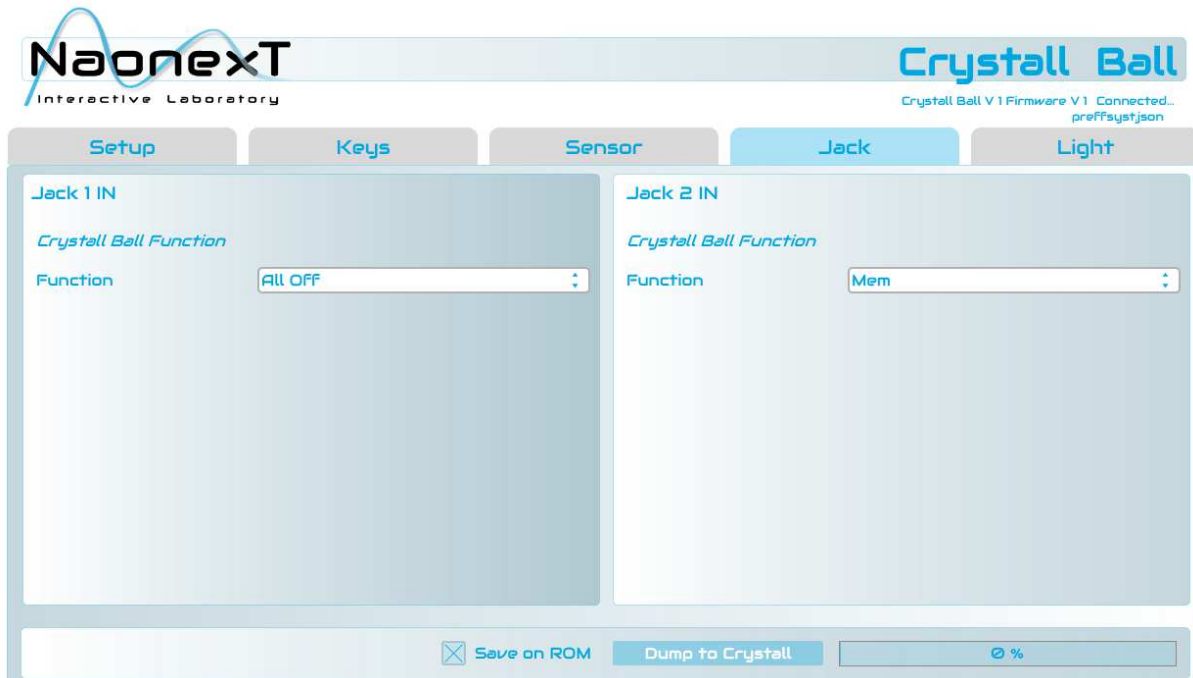 NaonexT
Interactive Laboratory
Crystall Ball
Crystall Ball V 1 Firmware V 1 Connected...
preffsystjson
Setup
Keys
Sensor
Jack
Light
Jack 1 IN
Crystall Ball Function
Function
All Off
Jack 2 IN
Crystall Ball Function
Function
Mem
Save on ROM
Dump to Crystall
0 %